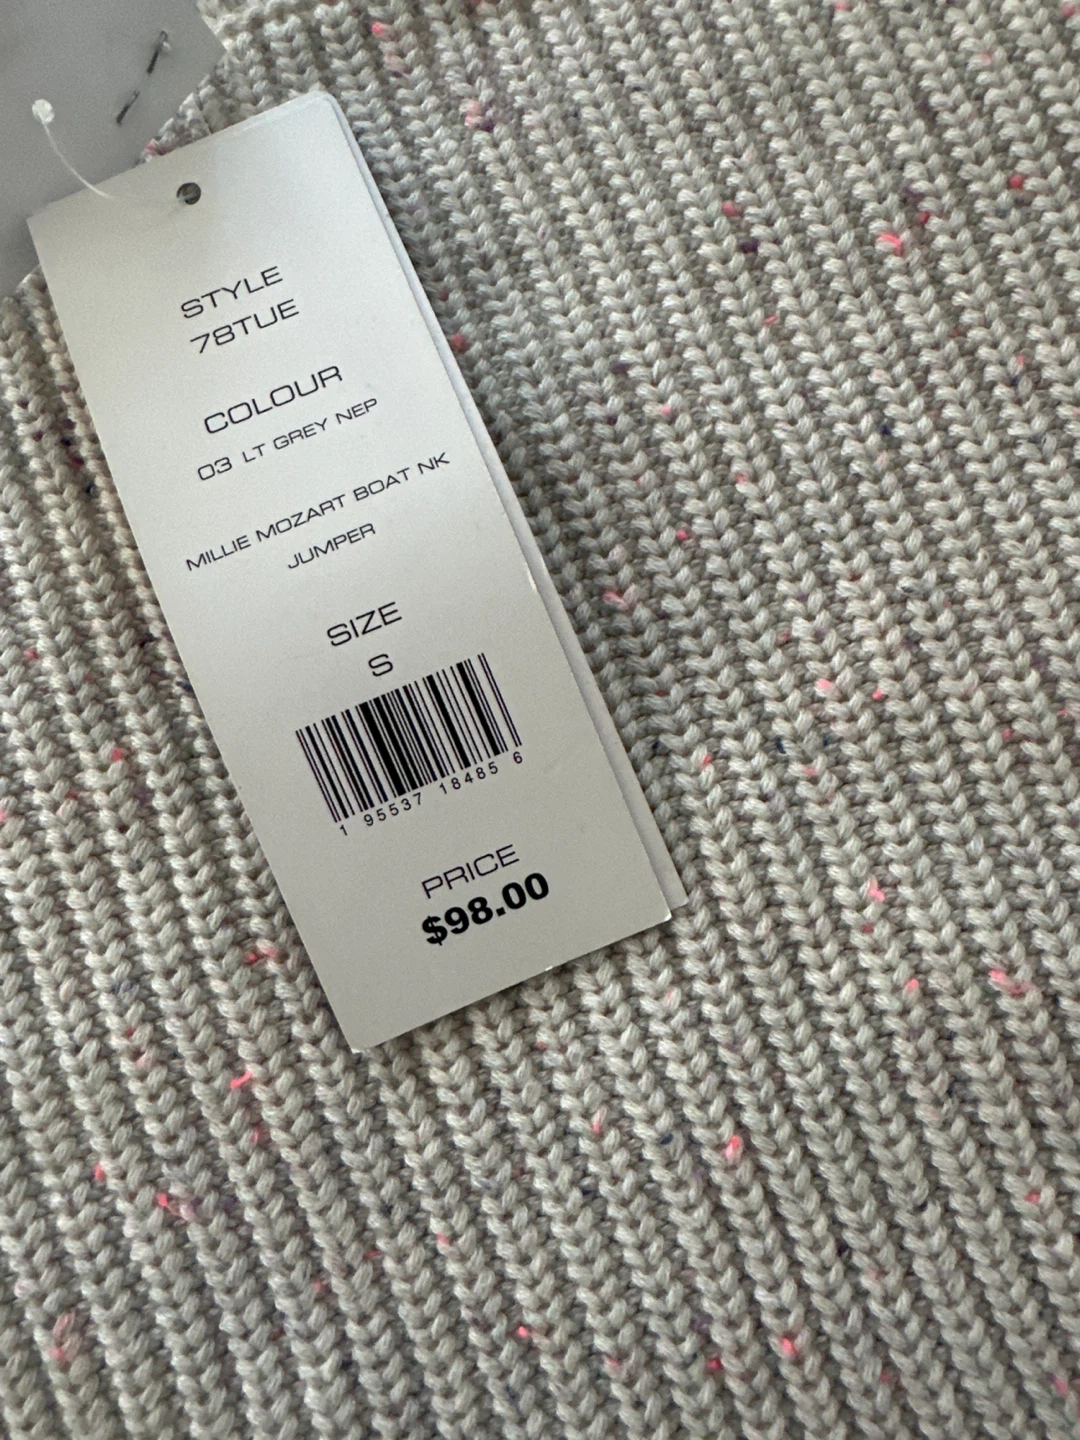 STYLE
78TUE
COLOUR
03 LT GREY NEP
MILLIE MOZART BOAT NK
JUMPER
SIZE
S
1 95537 18485 6
PRICE
$98.00